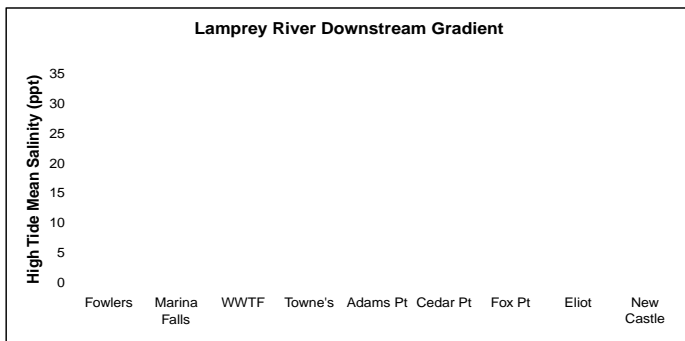 Lamprey River Downstream Gradient
High Tide Mean Salinity (ppt)
35
30
25
20
15
10
5
0
Fowlers Marina Falls WWTF Towne's Adams Pt Cedar Pt Fox Pt Eliot New Castle